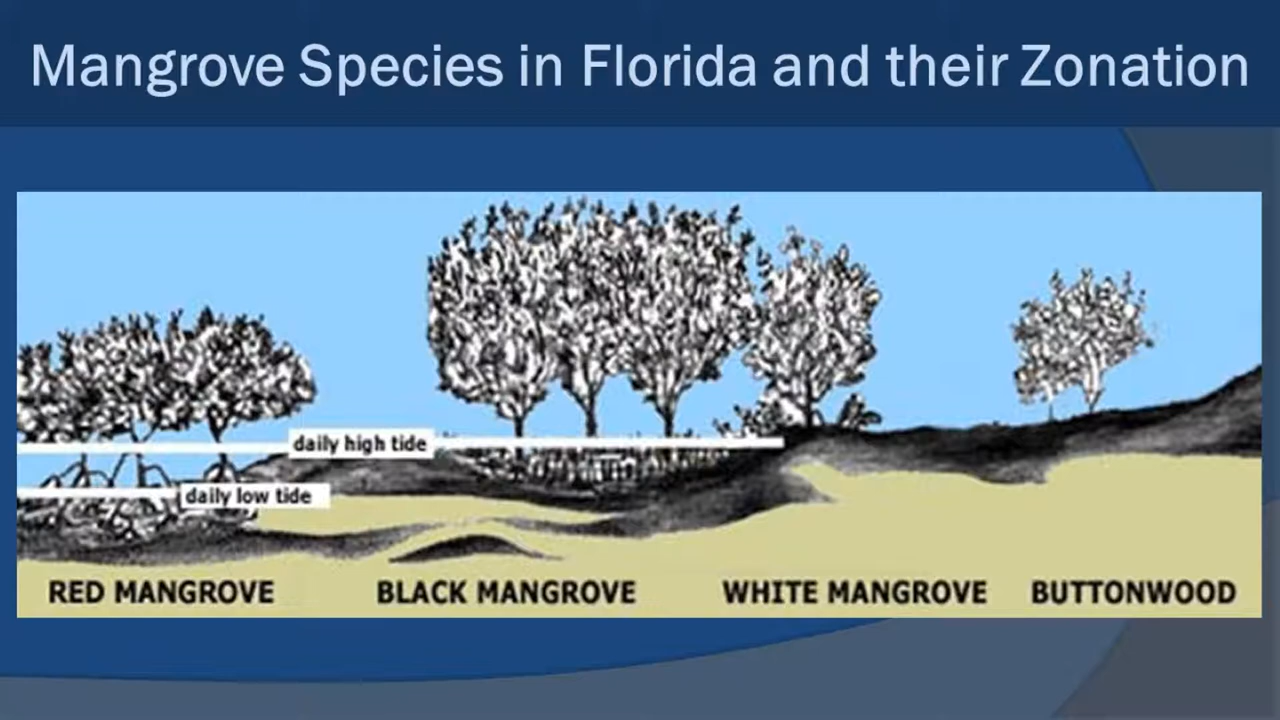 Mangrove Species in Florida and their Zonation
daily high tide
daily low tide
RED MANGROVE
BLACK MANGROVE
WHITE MANGROVE
BUTTONWOOD